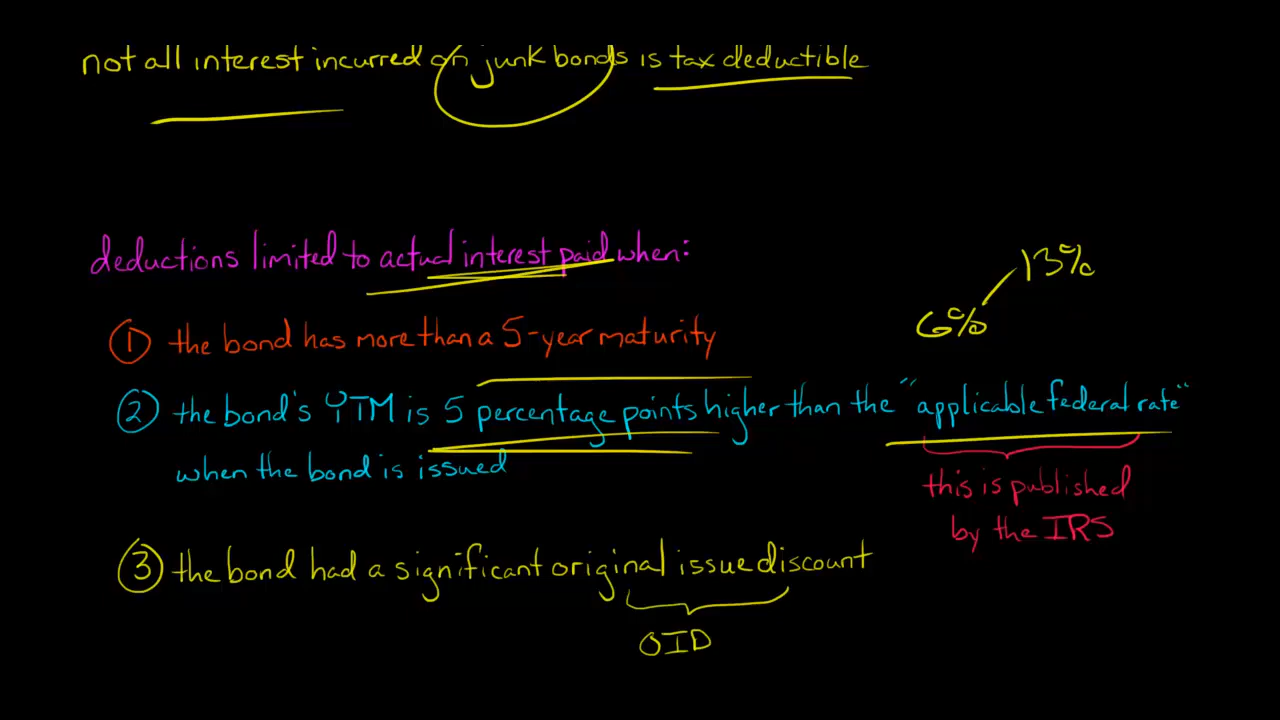 not all interest incurred on junk bonds is tax deductible
deductions limited to actual interest paid when:
13%
6%
① the bond has more than a 5-year maturity
② the bond's YTM is 5 percentage points higher than the "applicable federal rate"
when the bond is issued
this is published
by the IRS
③ the bond had a significant original issue discount
OID